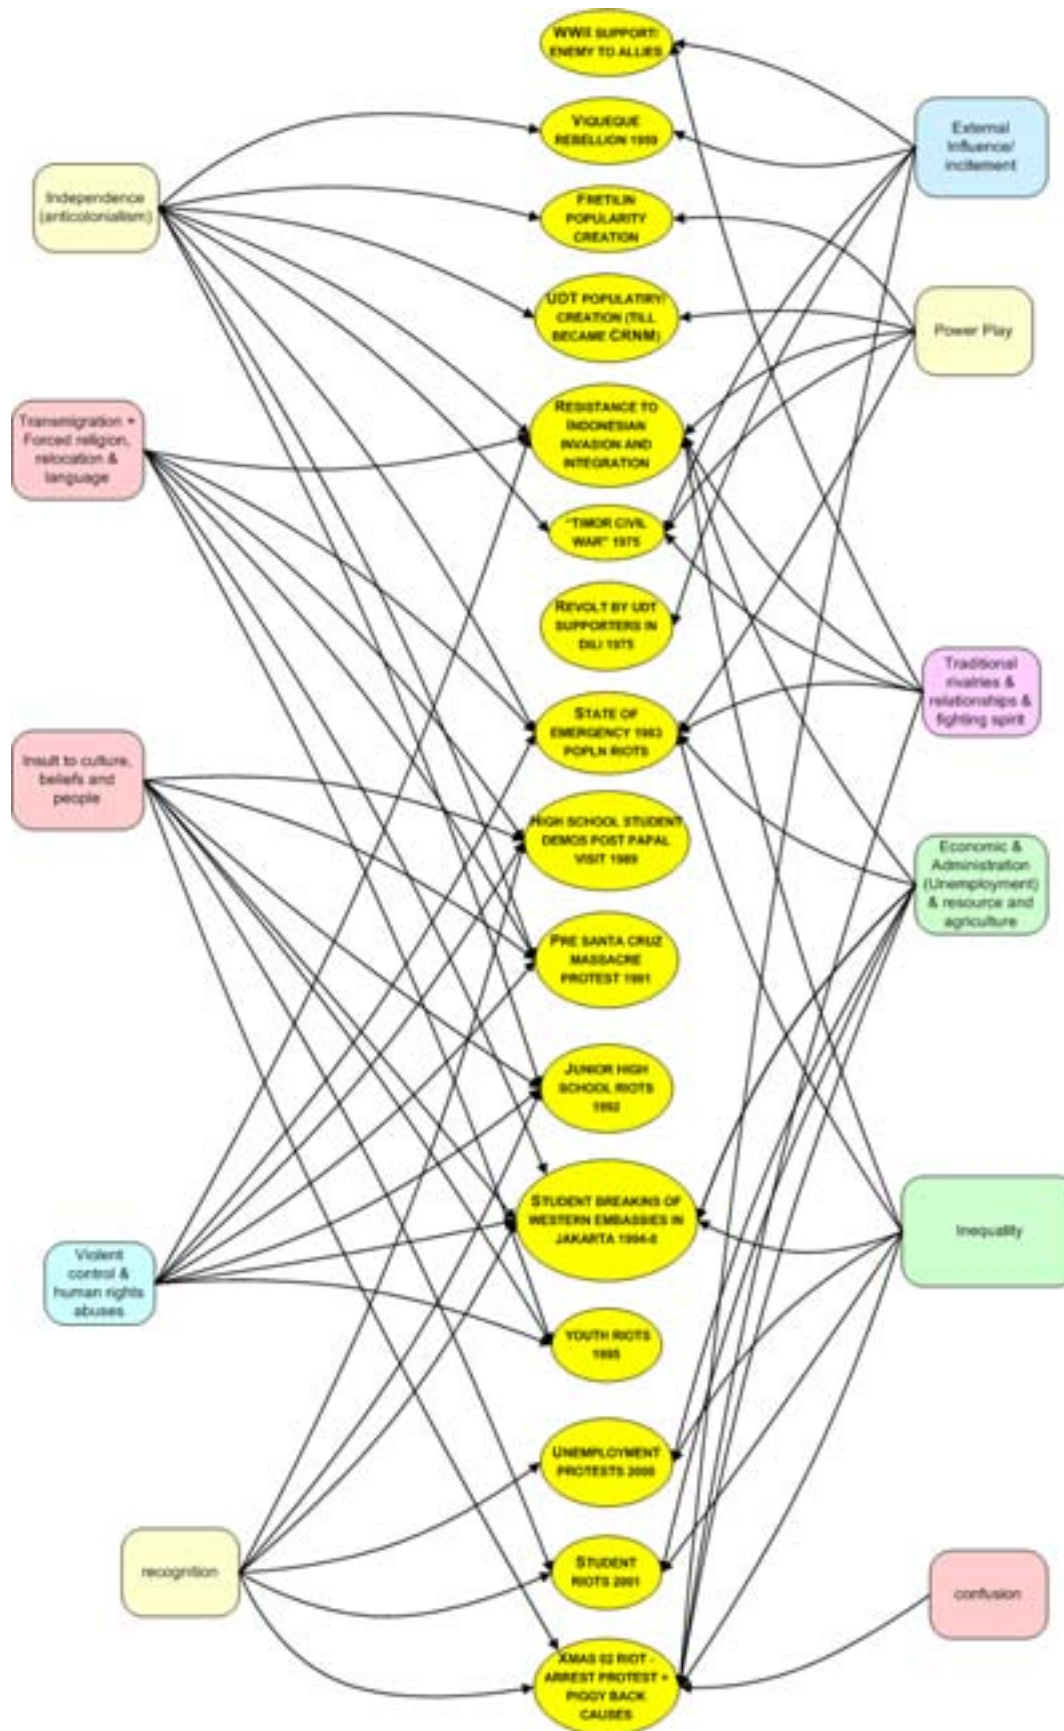 WWII SUPPORT/
ENEMY TO ALLIES
VIQUEQUE
REBELLION 1959
External
Influence/
incitement
Independence
(anticolonialism)
FRETILIN
POPULARITY
CREATION
UDT POPULATIRY/
CREATION (TILL
BECAME CRNM)
Power Play
Transmigration +
Forced religion,
relocation &
language
RESISTANCE TO
INDONESIAN
INVASION AND
INTEGRATION
"TIMOR CIVIL
WAR" 1975
REVOLT BY UDT
SUPPORTERS IN
DILI 1975
Traditional
rivalries &
relationships &
fighting spirit
STATE OF
EMERGENCY 1983
POPLN RIOTS
Insult to culture,
beliefs and
people
HIGH SCHOOL STUDENT
DEMOS POST PAPAL
VISIT 1989
Economic &
Administration
(Unemployment)
& resource and
agriculture
PRE SANTA CRUZ
MASSACRE
PROTEST 1991
JUNIOR HIGH
SCHOOL RIOTS
1992
STUDENT BREAKINS OF
WESTERN EMBASSIES IN
JAKARTA 1994-
Inequality
Violent
control &
human rights
abuses
YOUTH RIOTS
1995
UNEMPLOYMENT
PROTESTS 2000
recognition
STUDENT
RIOTS 2001
confusion
XMAS 02 RIOT -
ARREST PROTEST +
PIGGY BACK
CAUSES